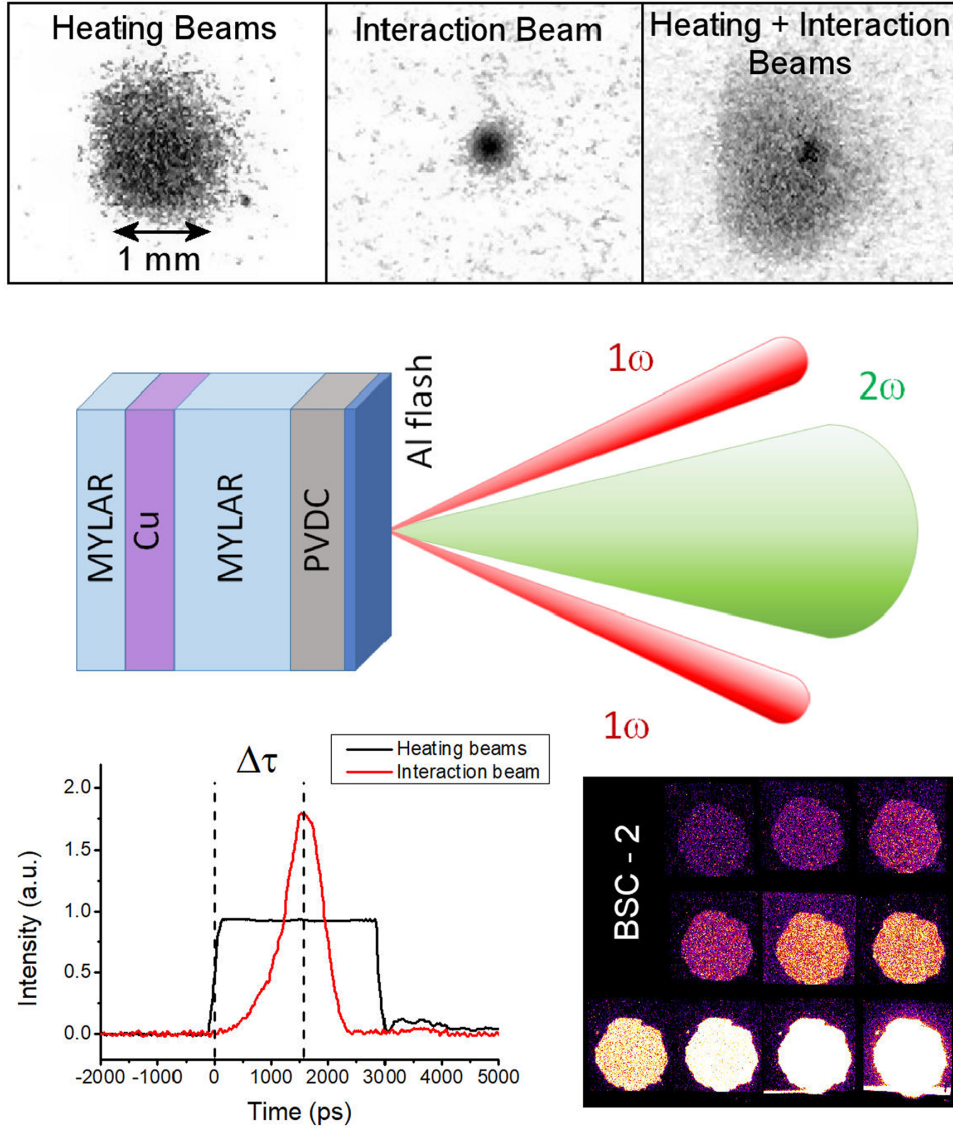 Heating Beams
Interaction Beam
Heating + Interaction
Beams
1 mm
1ω
2ω
Al flash
MYLAR
Cu
MYLAR
PVDC
1ω
Δτ
Heating beams
Interaction beam
2.0
1.5
1.0
0.5
0.0
Intensity (a.u.)
-2000 -1000 0 1000 2000 3000 4000 5000
Time (ps)
BSC - 2